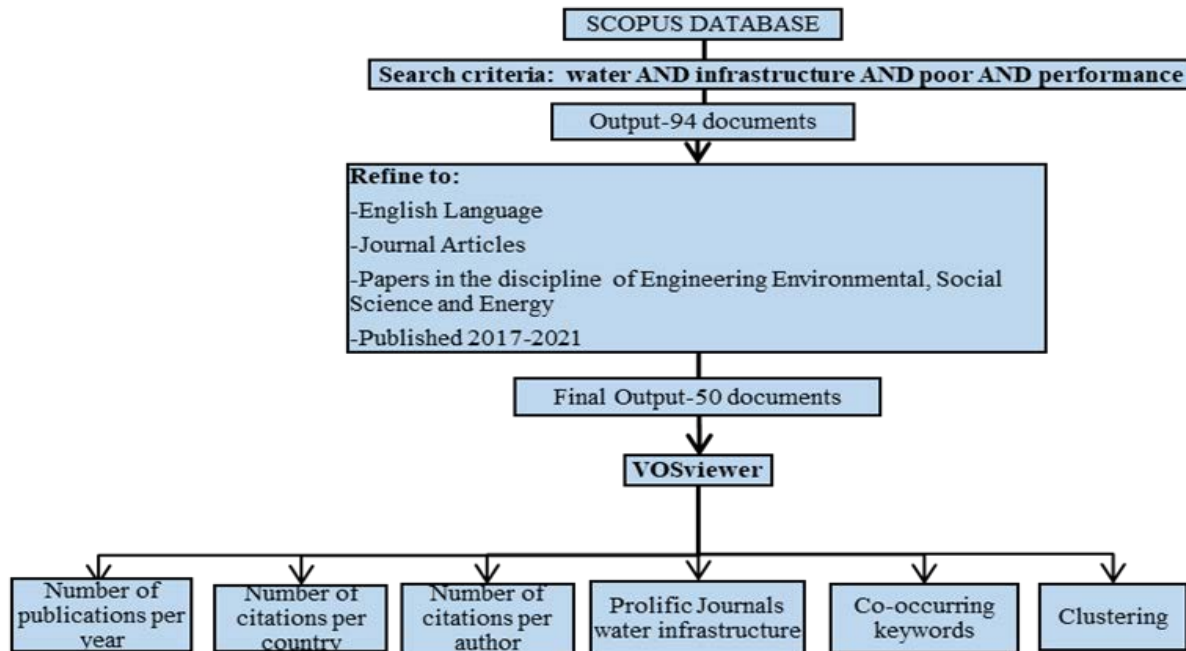 SCOPUS DATABASE
Search criteria: water AND infrastructure AND poor AND performance
Output-94 documents
Refine to:
-English Language
-Journal Articles
-Papers in the discipline of Engineering Environmental, Social
Science and Energy
-Published 2017-2021
Final Output-50 documents
VOSviewer
Number of
publications per
year
Number of
citations per
country
Number of
citations per
author
Prolific Journals
water infrastructure
Co-occurring
keywords
Clustering